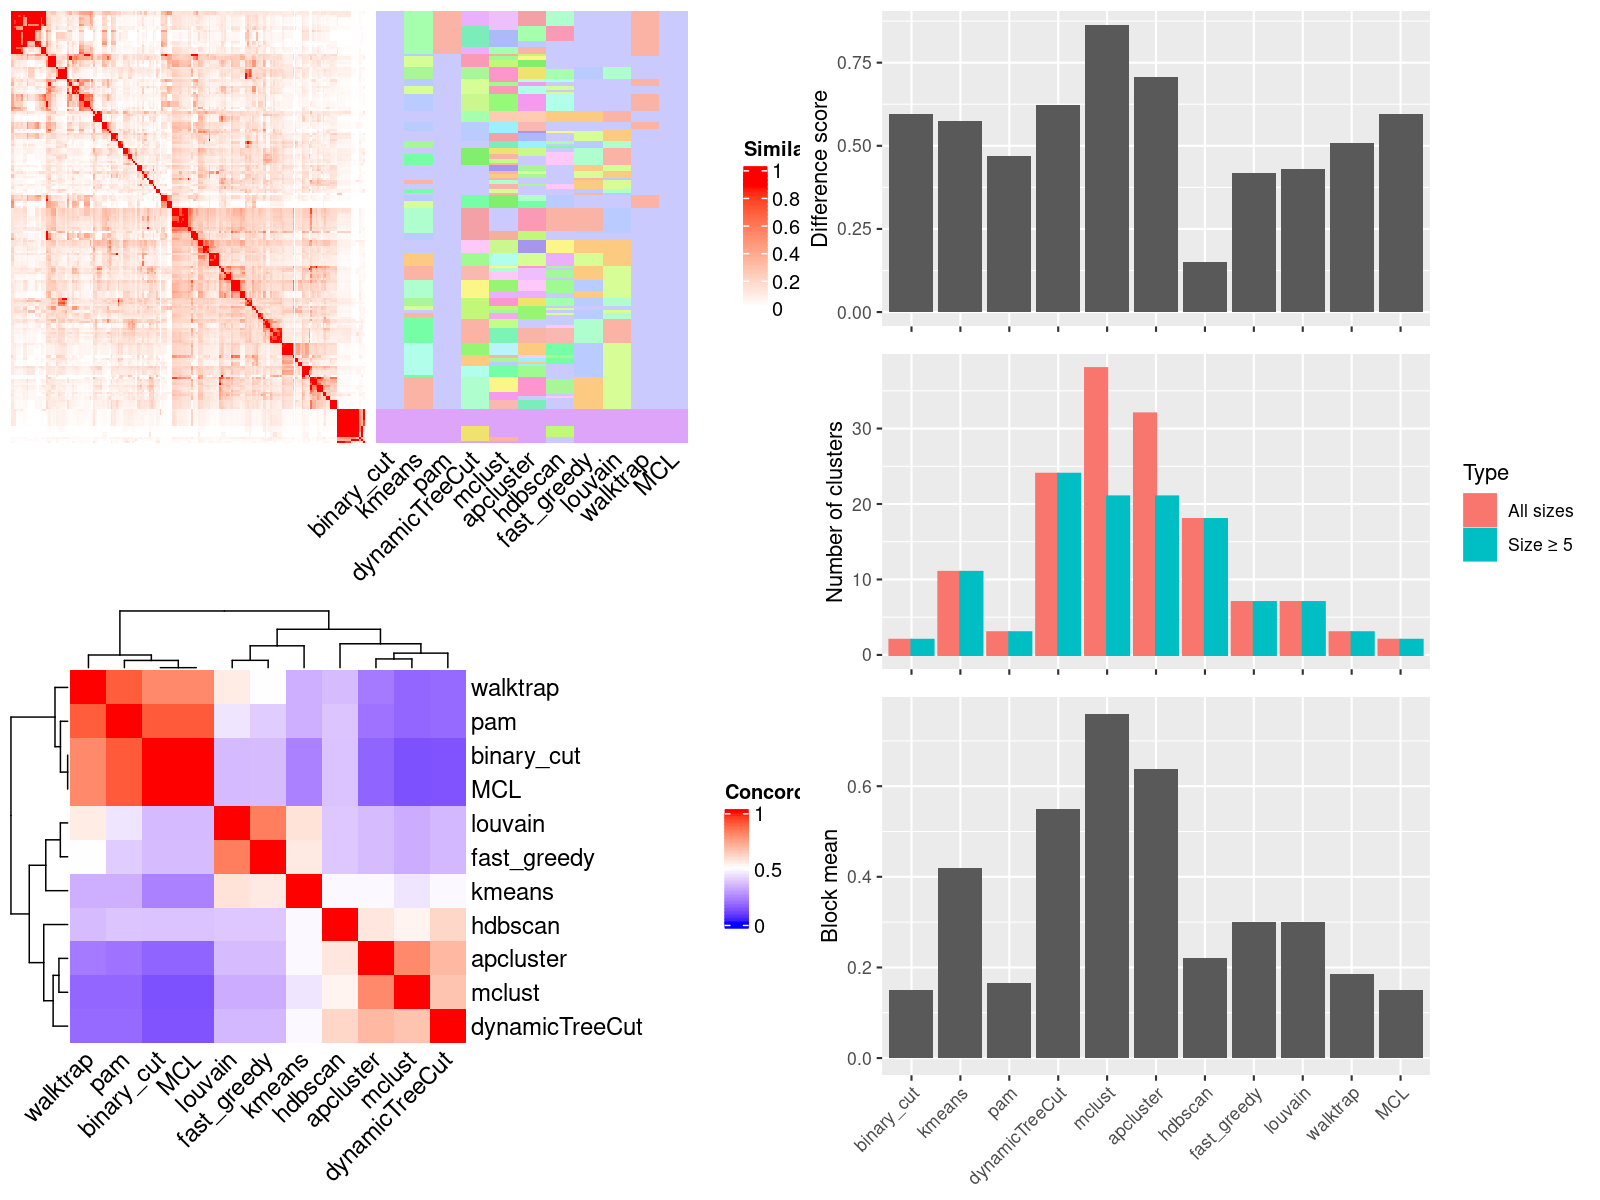 Simila
1
0.8
0.6
0.4
0.2
0
binary_cut
kmeans
pam
dynamicTreeCut
mclust
apcluster
hdbscan
fast_greedy
louvain
walktrap
MCL
Difference score
0.75
0.50
0.25
0.00
Number of clusters
30
20
10
0
Type
All sizes
Size ≥ 5
walktrap
pam
binary_cut
MCL
louvain
fast_greedy
kmeans
hdbscan
apcluster
mclust
dynamicTreeCut
walktrap
pam
binary_cut
MCL
louvain
fast_greedy
kmeans
hdbscan
apcluster
mclust
dynamicTreeCut
Concord
1
0.5
0
Block mean
0.6
0.4
0.2
0.0
binary_cut
kmeans
pam
dynamicTreeCut
mclust
apcluster
hdbscan
fast_greedy
louvain
walktrap
MCL